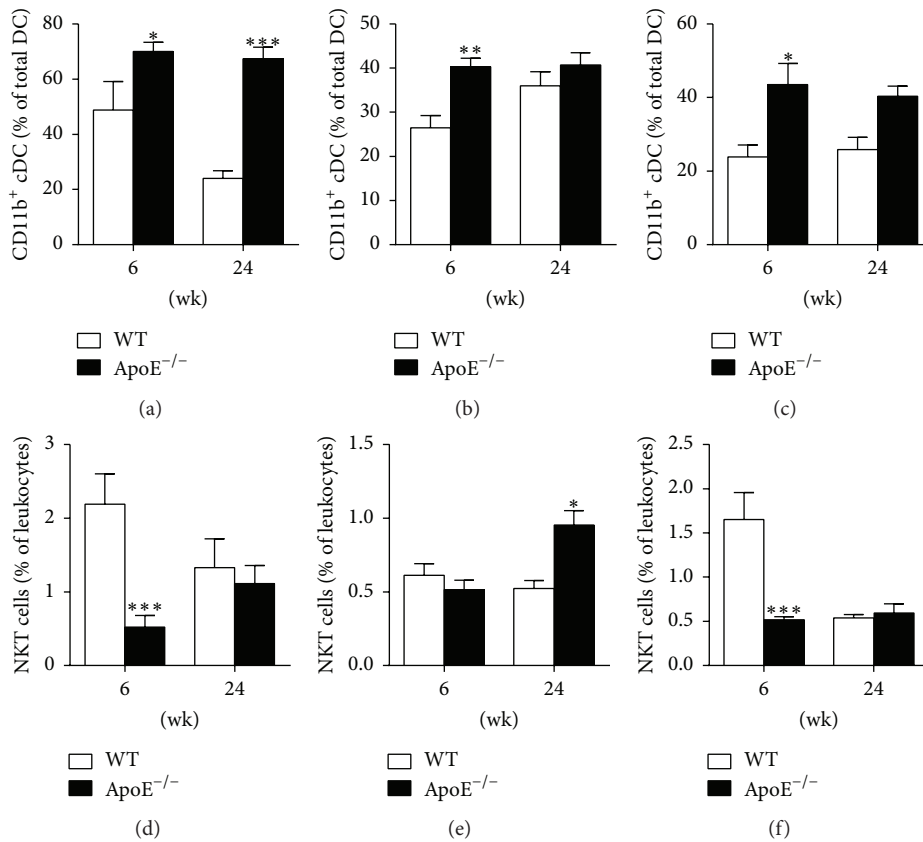 CD11b⁺ cDC (% of total DC)
80
60
40
20
0
*
***
6
24
(wk)
WT
ApoE⁻/⁻
(a)
CD11b⁺ cDC (% of total DC)
50
40
30
20
10
0
**
6
24
(wk)
WT
ApoE⁻/⁻
(b)
CD11b⁺ cDC (% of total DC)
60
40
20
0
*
6
24
(wk)
WT
ApoE⁻/⁻
(c)
NKT cells (% of leukocytes)
3
2
1
0
***
6
24
(wk)
WT
ApoE⁻/⁻
(d)
NKT cells (% of leukocytes)
1.5
1.0
0.5
0.0
*
6
24
(wk)
WT
ApoE⁻/⁻
(e)
NKT cells (% of leukocytes)
2.5
2.0
1.5
1.0
0.5
0.0
***
6
24
(wk)
WT
ApoE⁻/⁻
(f)